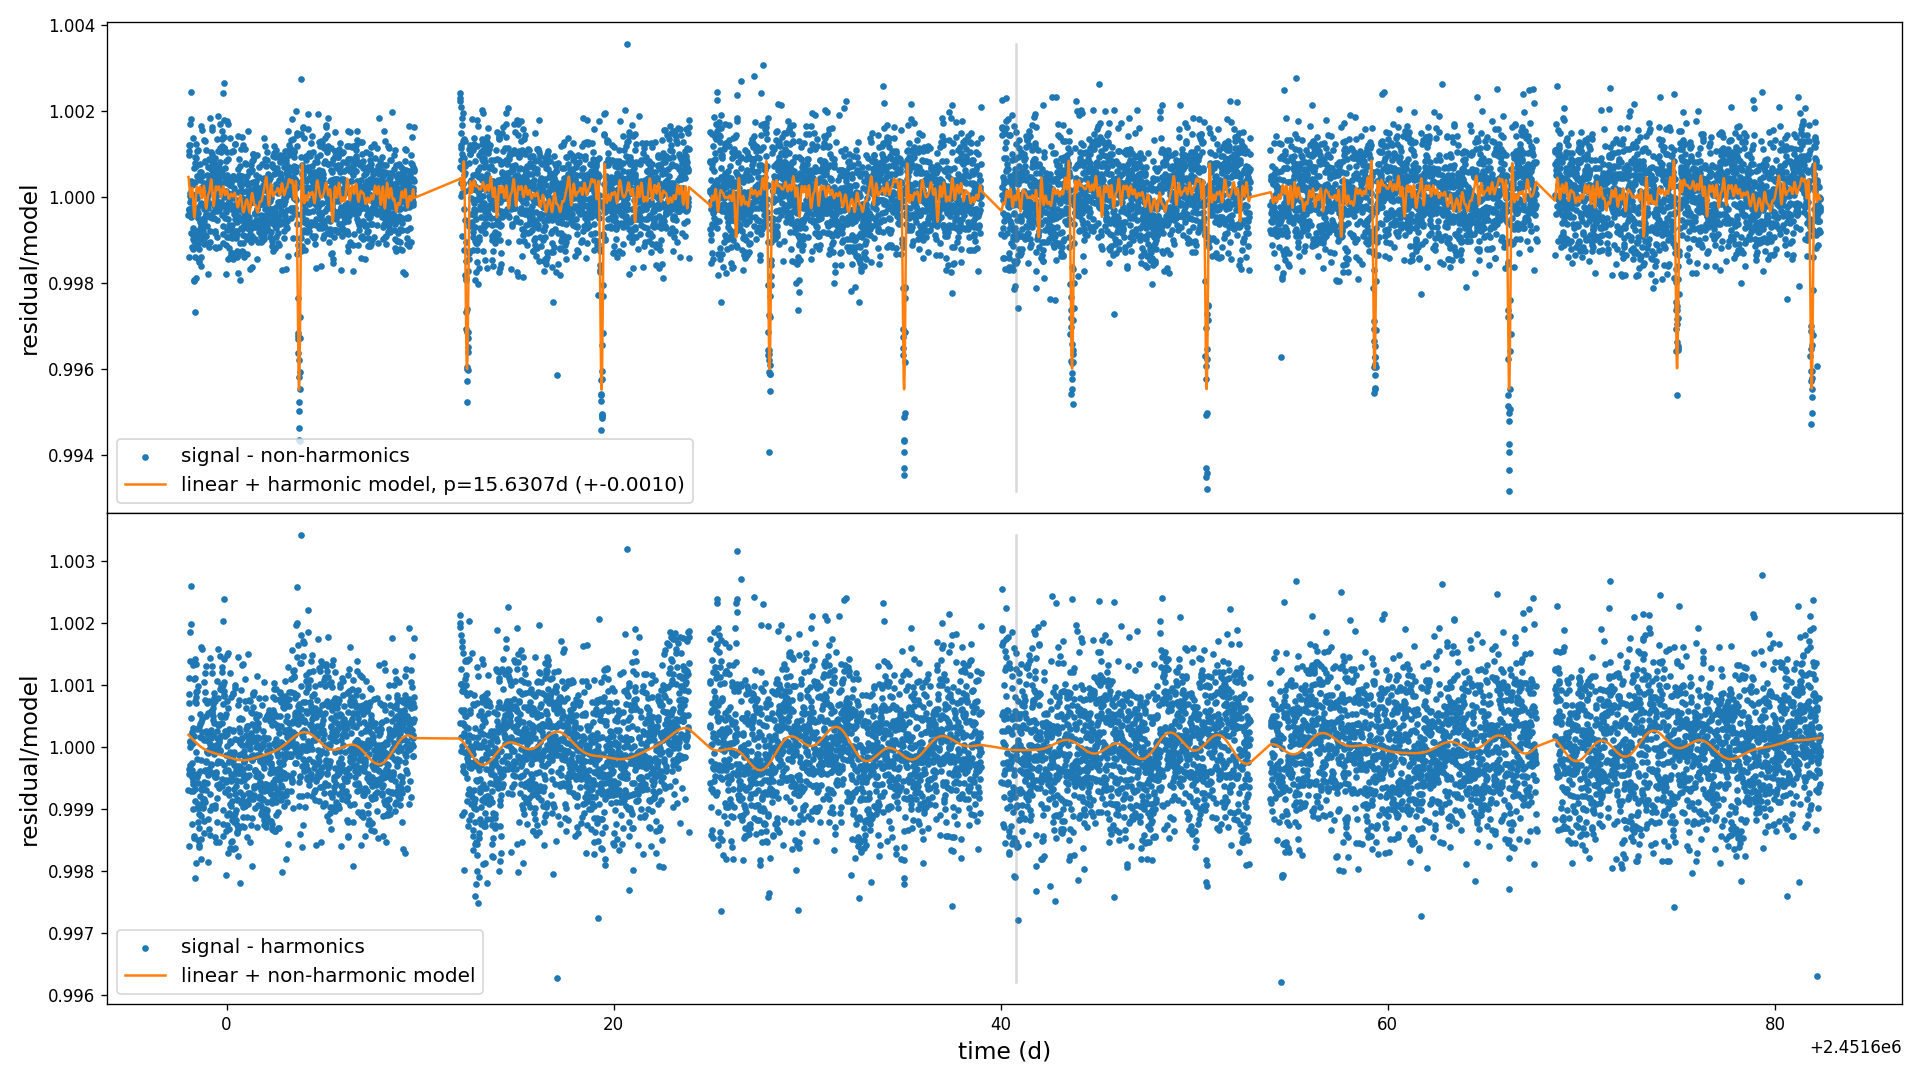 1.004
1.002
1.000
0.998
0.996
0.994
residual/model
signal - non-harmonics
linear + harmonic model, p=15.6307d (+-0.0010)
1.003
1.002
1.001
1.000
0.999
0.998
0.997
0.996
residual/model
signal - harmonics
linear + non-harmonic model
0 20 40 60 80
time (d)
+2.4516e6